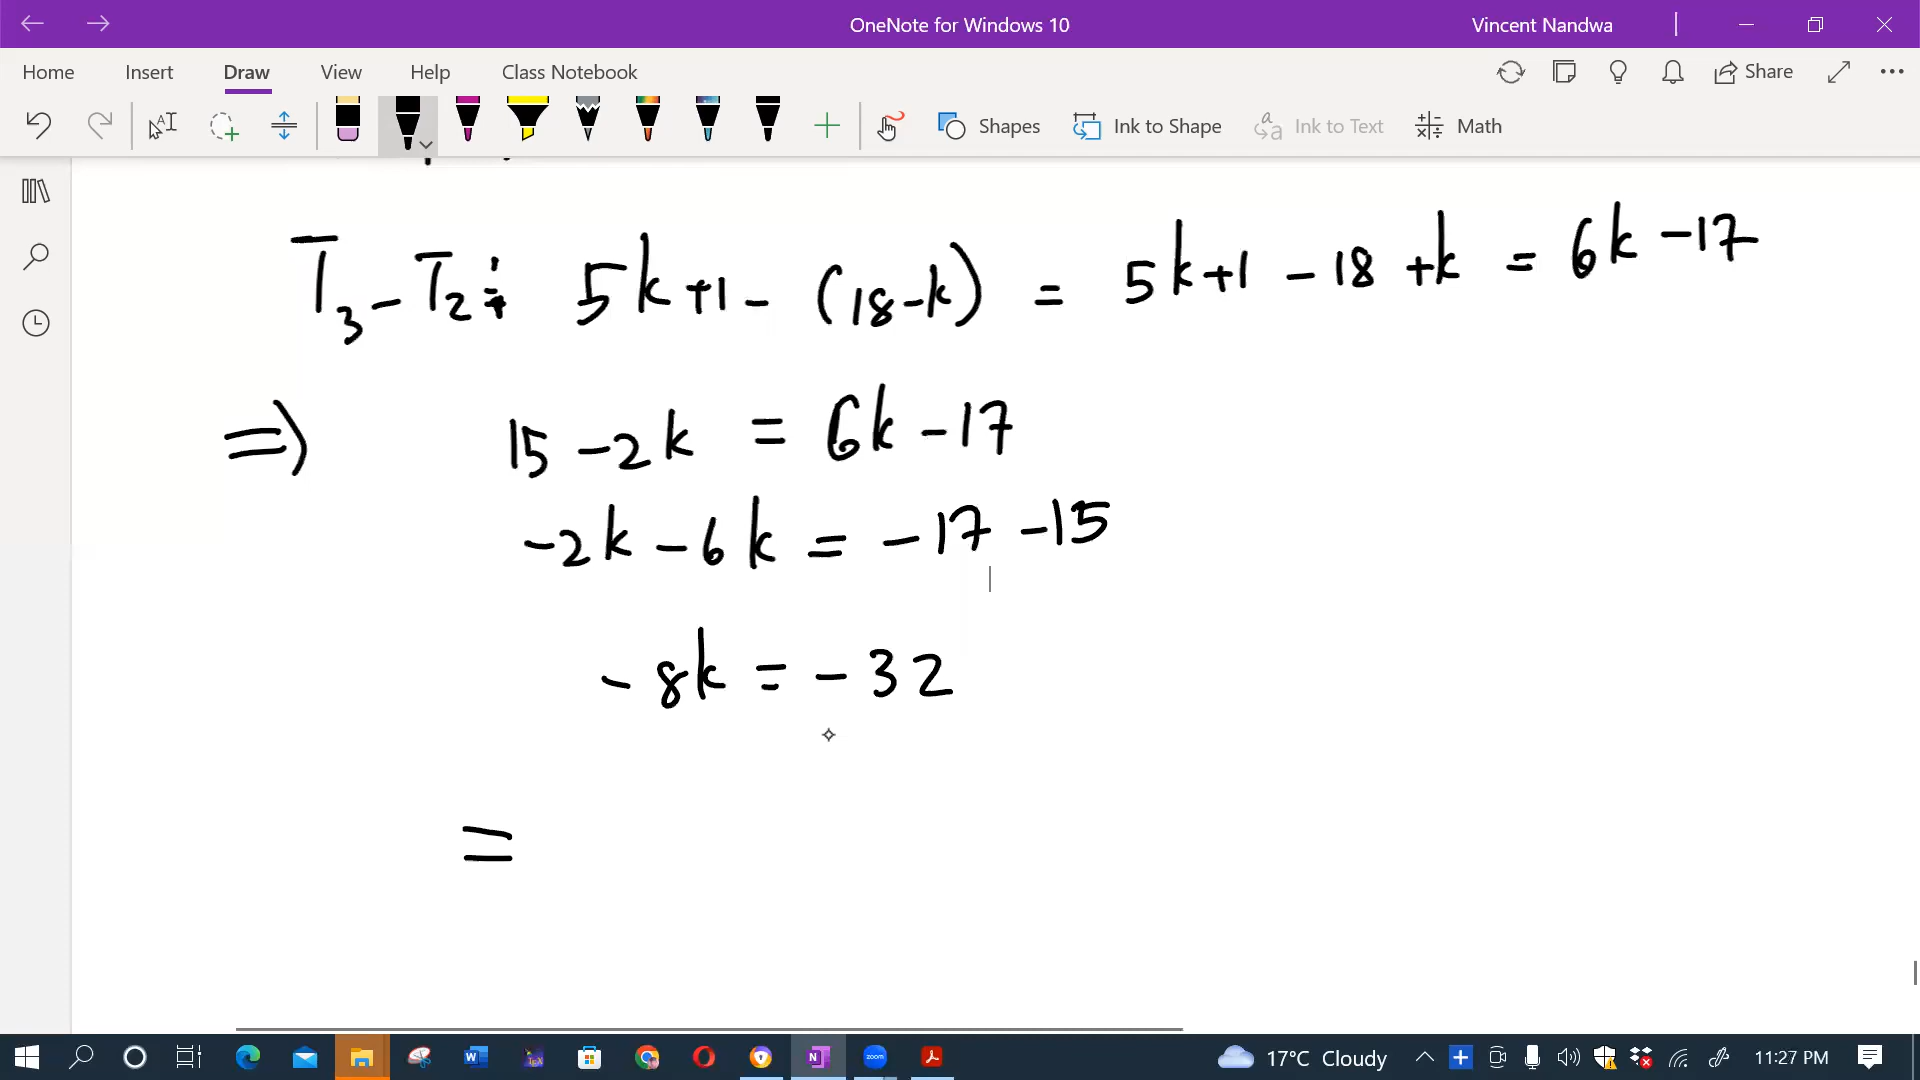 OneNote for Windows 10
Vincent Nandwa
Home Insert Draw View Help Class Notebook
Share
Shapes Ink to Shape Ink to Text Math
T3 - T2 = 5k+1 - (18-k) = 5k+1 - 18 +k = 6k -17
=> 15 -2k = 6k -17
-2k - 6k = -17 -15
- 8k = - 32
=
17°C Cloudy
11:27 PM